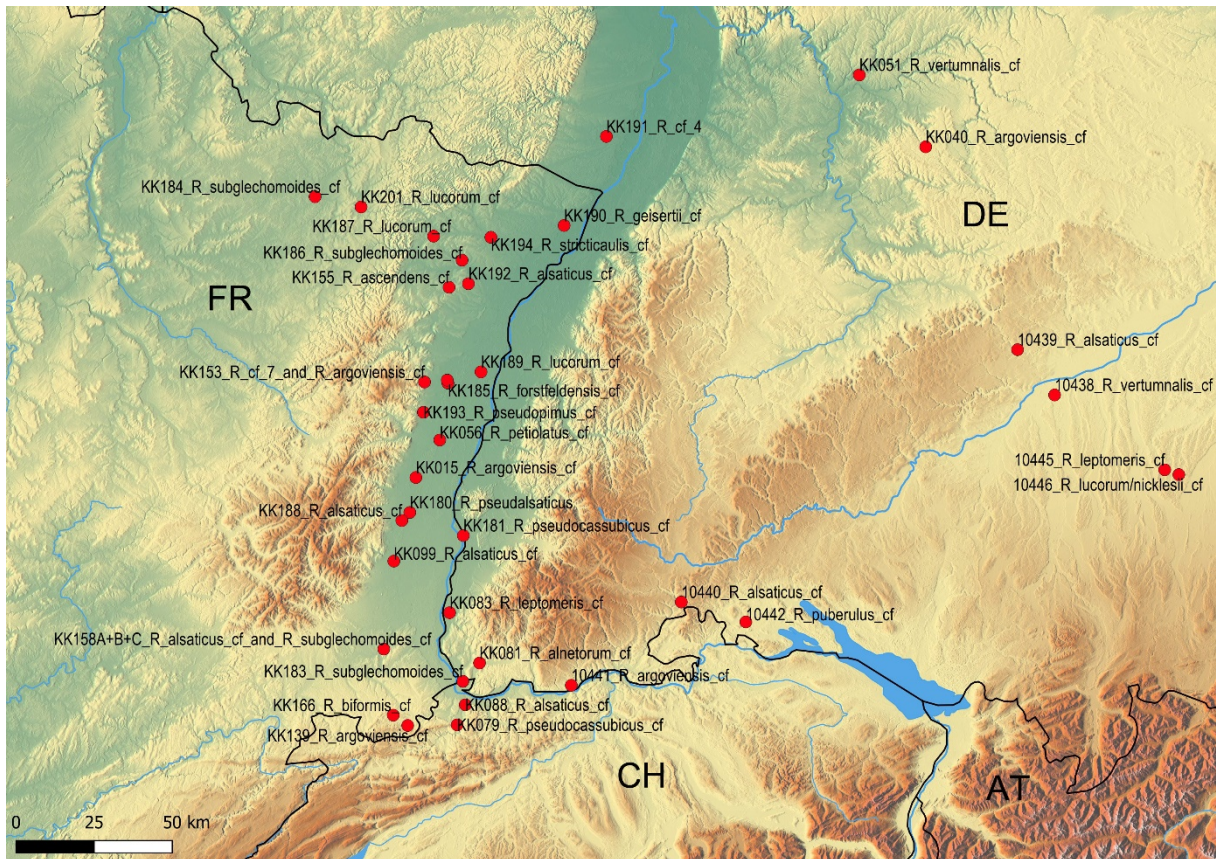 KK051_R_vertumnalis_cf
KK191_R_cf_4
KK040_R_argoviensis_cf
KK184_R_subglechomoides_cf
KK201_R_lucorum_cf
DE
KK190_R_geisertii_cf
KK187_R_lucorum_cf
KK194_R_stricticaulis_cf
KK186_R_subglechomoides_cf
KK155_R_ascendens_cf
KK192_R_alsaticus_cf
FR
10439_R_alsaticus_cf
KK189_R_lucorum_cf
KK153_R_cf_7_and_R_argoviensis_cf
KK185_R_forstfeldensis_cf
10438_R_vertumnalis_cf
KK193_R_pseudopimus_cf
KK056_R_petiolatus_cf
10445_R_leptomeris_cf
KK015_R_argoviensis_cf
10446_R_lucorum/nicklesii_cf
KK180_R_pseudalsaticus
KK188_R_alsaticus_cf
KK181_R_pseudocassubicus_cf
KK099_R_alsaticus_cf
10440_R_alsaticus_cf
KK083_R_leptomeris_cf
10442_R_puberulus_cf
KK158A+B+C_R_alsaticus_cf_and_R_subglechomoides_cf
KK081_R_alnetorum_cf
KK183_R_subglechomoides_cf
10441_R_argoviensis_cf
KK166_R_biformis_cf
KK088_R_alsaticus_cf
KK079_R_pseudocassubicus_cf
KK139_R_argoviensis_cf
CH
AT
0 25 50 km